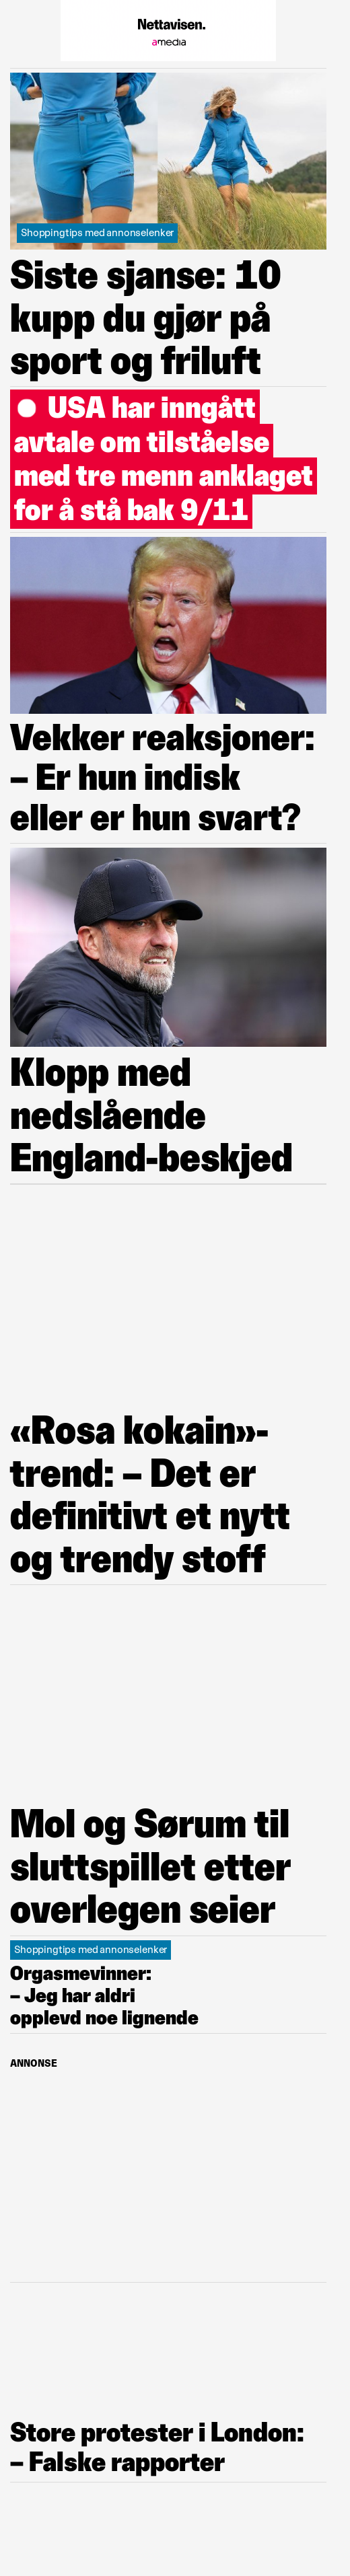 Nettavisen.
amedia
Shoppingtips med annonselenker
Siste sjanse: 10
kupp du gjør på
sport og friluft
USA har inngått
avtale om tilståelse
med tre menn anklaget
for å stå bak 9/11
Vekker reaksjoner:
– Er hun indisk
eller er hun svart?
Klopp med
nedslående
England-beskjed
«Rosa kokain»-
trend: – Det er
definitivt et nytt
og trendy stoff
Mol og Sørum til
sluttspillet etter
overlegen seier
Shoppingtips med annonselenker
Orgasmevinner:
– Jeg har aldri
opplevd noe lignende
ANNONSE
Store protester i London:
– Falske rapporter